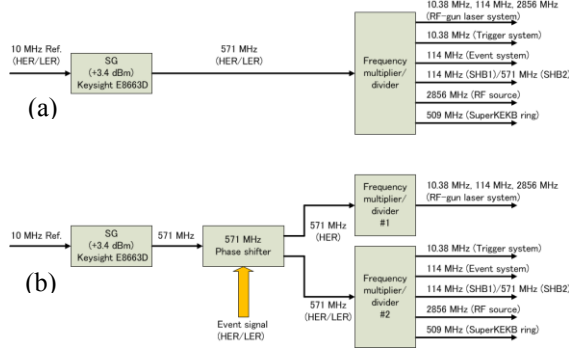 10.38 MHz, 114 MHz, 2856 MHz
(RF-gun laser system)
10 MHz Ref.
(HER/LER)
SG
(+3.4 dBm)
Keysight E8663D
571 MHz
(HER/LER)
Frequency
multiplier/
divider
10.38 MHz (Trigger system)
114 MHz (Event system)
114 MHz (SHB1)/571 MHz (SHB2)
2856 MHz (RF source)
509 MHz (SuperKEKB ring)
(a)
10 MHz Ref.
SG
(+3.4 dBm)
Keysight E8663D
571 MHz
571 MHz
Phase shifter
571 MHz
(HER)
Frequency
multiplier/
divider
#1
10.38 MHz, 114 MHz, 2856 MHz
(RF-gun laser system)
571 MHz
(HER/LER)
Frequency
multiplier/
divider
#2
10.38 MHz (Trigger system)
114 MHz (Event system)
114 MHz (SHB1)/571 MHz (SHB2)
2856 MHz (RF source)
509 MHz (SuperKEKB ring)
Event signal
(HER/LER)
(b)